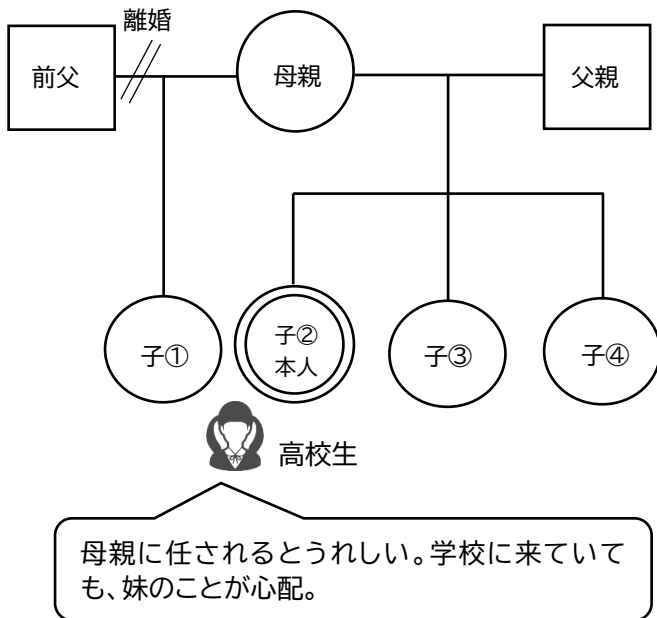 離婚
前父
母親
父親
子①
子②
本人
子③
子④
高校生
母親に任されるとうれしい。学校に来ていて
も、妹のことが心配。